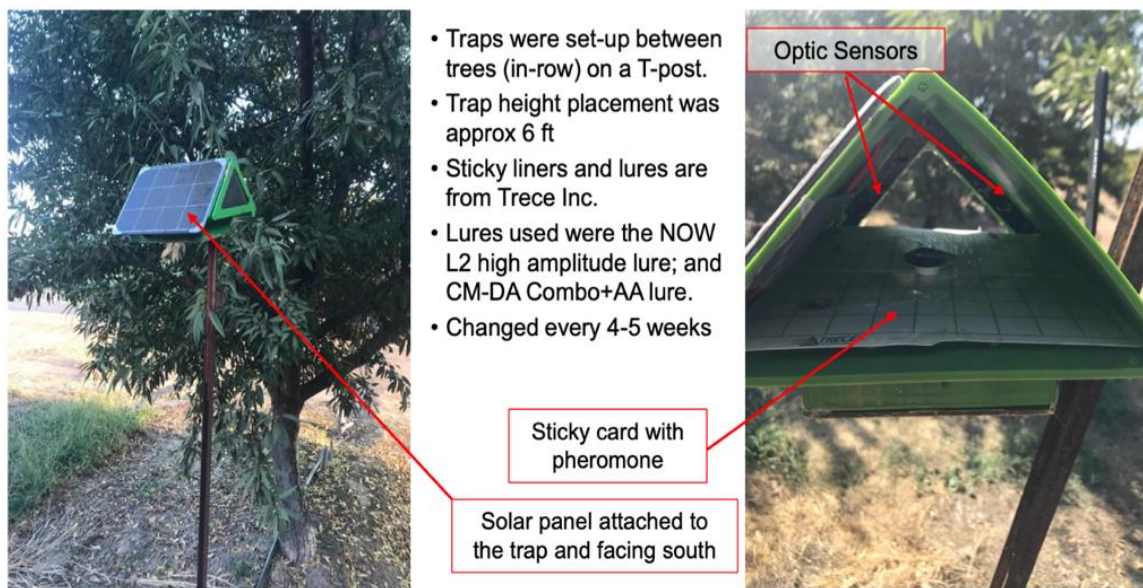 • Traps were set-up between
trees (in-row) on a T-post.
• Trap height placement was
approx 6 ft
• Sticky liners and lures are
from Trece Inc.
• Lures used were the NOW
L2 high amplitude lure; and
CM-DA Combo+AA lure.
• Changed every 4-5 weeks
Optic Sensors
Sticky card with
pheromone
Solar panel attached to
the trap and facing south
TRECE